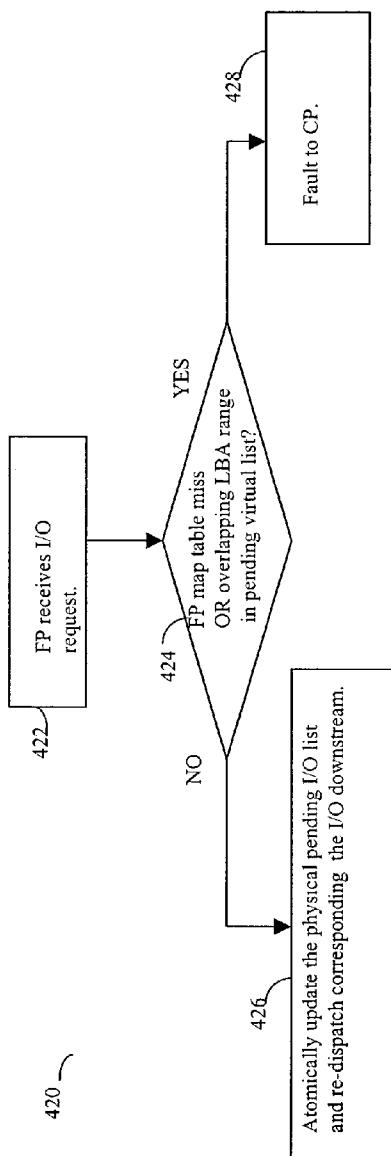 420
422
FP receives I/O
request.
424
FP map table miss
OR overlapping LBA range
in pending virtual list?
NO
YES
426
Atomically update the physical pending I/O list
and re-dispatch corresponding the I/O downstream.
428
Fault to CP.